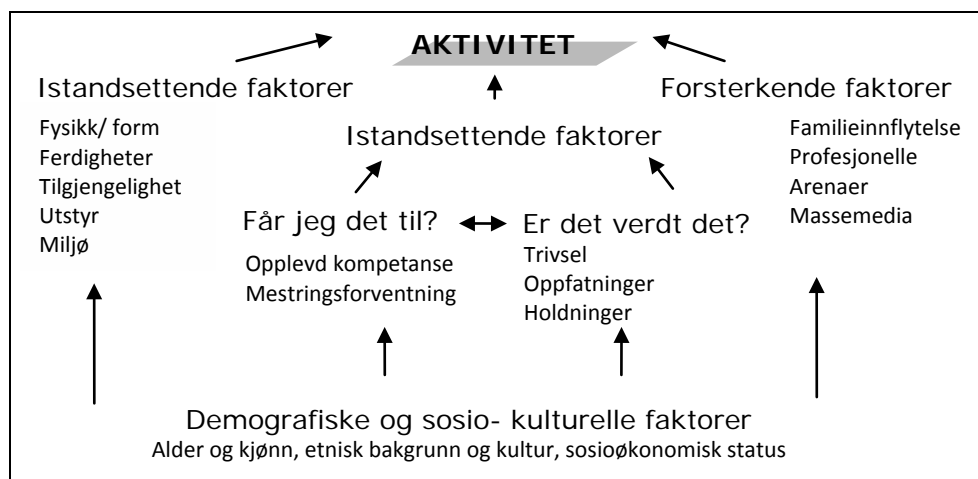 AKTIVITET
Istandsettende faktorer
Fysikk/ form
Ferdigheter
Tilgjengelighet
Utstyr
Miljø
Istandsettende faktorer
Får jeg det til?
Opplevd kompetanse
Mestringsforventning
Er det verdt det?
Trivsel
Oppfatninger
Holdninger
Forsterkende faktorer
Familieinnflytelse
Profesjonelle
Arenaer
Massemedia
Demografiske og sosio- kulturelle faktorer
Alder og kjønn, etnisk bakgrunn og kultur, sosioøkonomisk status